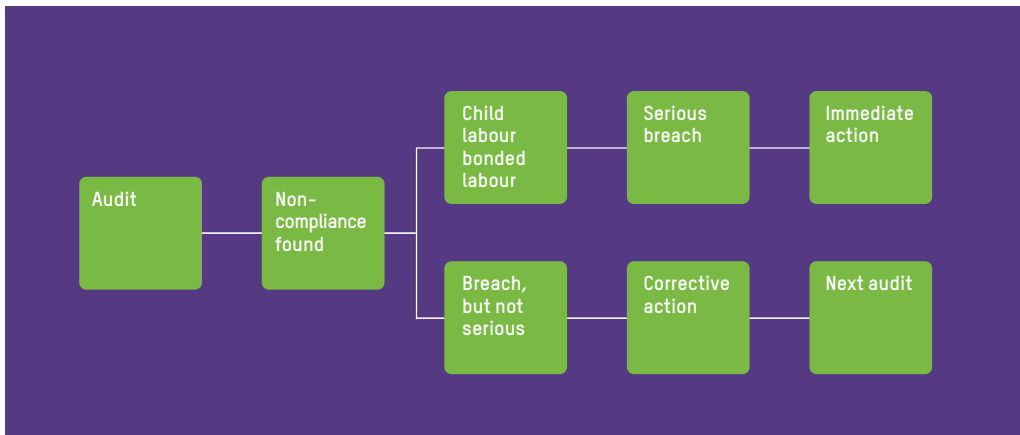 Audit
Non-
compliance
found
Child
labour
bonded
labour
Serious
breach
Immediate
action
Breach,
but not
serious
Corrective
action
Next audit